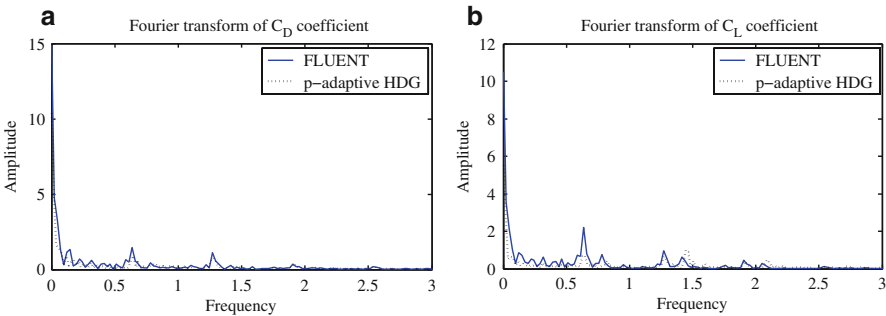 a
Fourier transform of C_D coefficient
15
10
5
0
Amplitude
FLUENT
p−adaptive HDG
0 0.5 1 1.5 2 2.5 3
Frequency
b
Fourier transform of C_L coefficient
12
10
8
6
4
2
0
Amplitude
FLUENT
p−adaptive HDG
0 0.5 1 1.5 2 2.5 3
Frequency